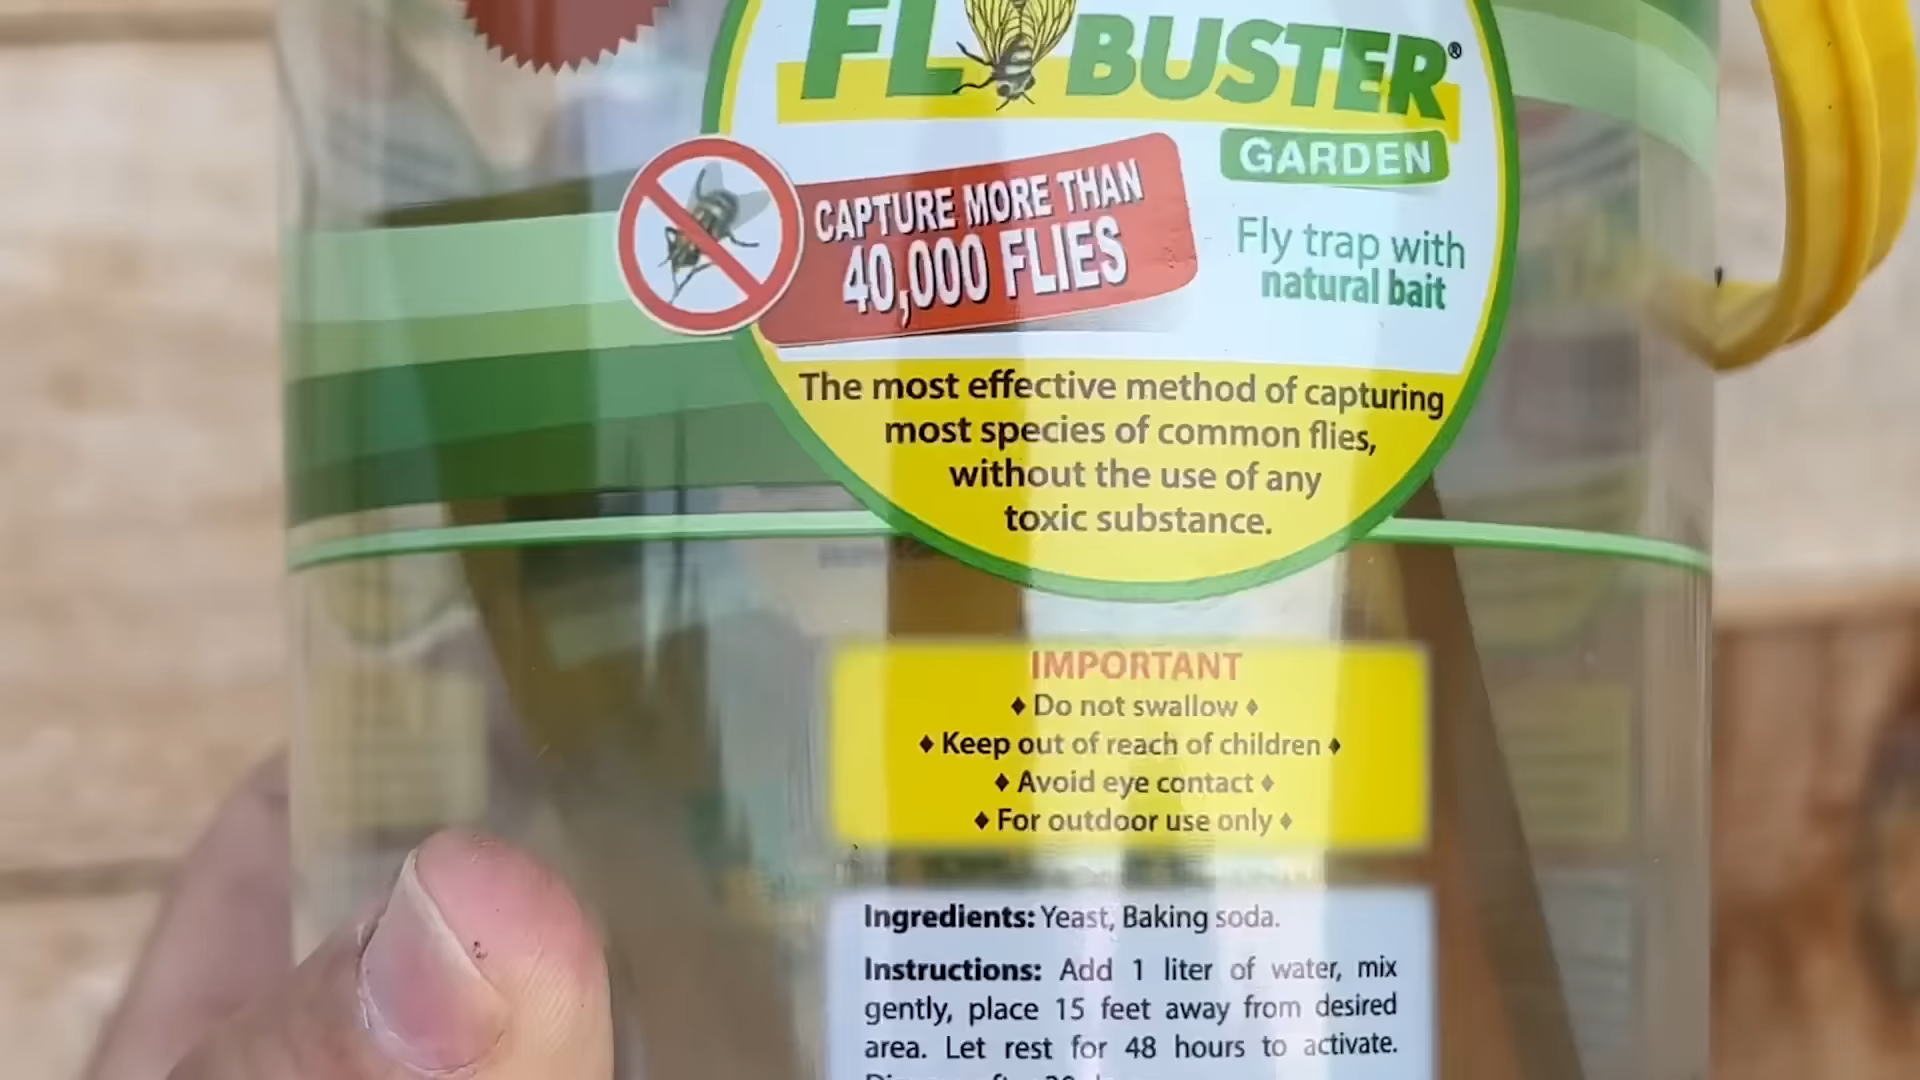 FLYBUSTER®
GARDEN
CAPTURE MORE THAN
40,000 FLIES
Fly trap with
natural bait
The most effective method of capturing
most species of common flies,
without the use of any
toxic substance.
IMPORTANT
♦ Do not swallow ♦
♦ Keep out of reach of children ♦
♦ Avoid eye contact ♦
♦ For outdoor use only ♦
Ingredients: Yeast, Baking soda.
Instructions: Add 1 liter of water, mix
gently, place 15 feet away from desired
area. Let rest for 48 hours to activate.